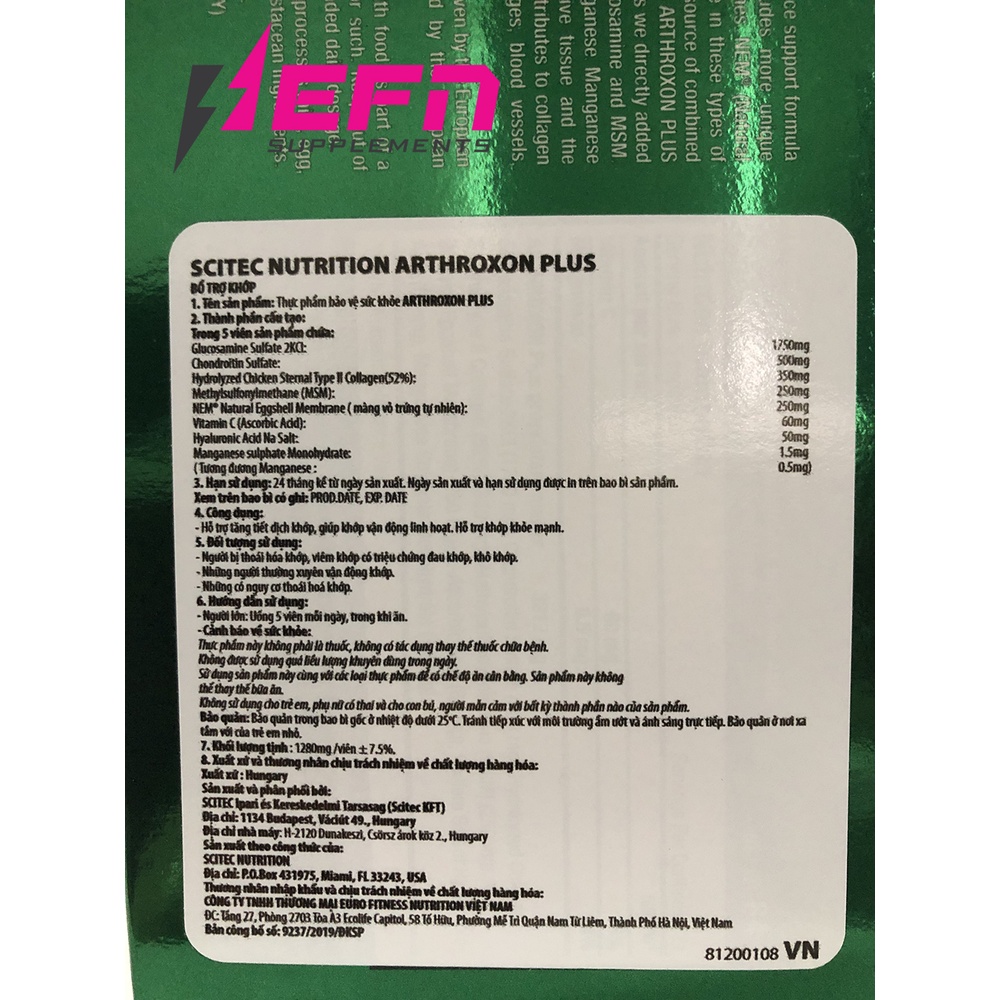 EFN
SUPPLEMENTS
SCITEC NUTRITION ARTHROXON PLUS
BỔ TRỢ KHỚP
1. Tên sản phẩm: Thực phẩm bảo vệ sức khỏe ARTHROXON PLUS
2. Thành phần cấu tạo:
Trong 5 viên sản phẩm chứa:
Glucosamine Sulfate 2KCl: 1750mg
Chondroitin Sulfate: 500mg
Hydrolyzed Chicken Sternal Type II Collagen(52%): 350mg
Methylsulfonylmethane (MSM): 250mg
NEM® Natural Eggshell Membrane ( màng vỏ trứng tự nhiên): 250mg
Vitamin C (Ascorbic Acid): 60mg
Hyaluronic Acid Na Salt: 50mg
Manganese sulphate Monohydrate: 1.5mg
( Tương đương Manganese : 0.5mg)
3. Hạn sử dụng: 24 tháng kể từ ngày sản xuất. Ngày sản xuất và hạn sử dụng được in trên bao bì sản phẩm.
Xem trên bao bì có ghi: PROD.DATE, EXP. DATE
4. Công dụng:
- Hỗ trợ tăng tiết dịch khớp, giúp khớp vận động linh hoạt. Hỗ trợ khớp khỏe mạnh.
5. Đối tượng sử dụng:
- Người bị thoái hóa khớp, viêm khớp có triệu chứng đau khớp, khô khớp.
- Những người thường xuyên vận động khớp.
- Những có nguy cơ thoái hoá khớp.
6. Hướng dẫn sử dụng:
- Người lớn: Uống 5 viên mỗi ngày, trong khi ăn.
- Cảnh báo về sức khỏe:
Thực phẩm này không phải là thuốc, không có tác dụng thay thế thuốc chữa bệnh.
Không được sử dụng quá liều lượng khuyên dùng trong ngày.
Sử dụng sản phẩm này cùng với các loại thực phẩm để có chế độ ăn cân bằng. Sản phẩm này không
thể thay thế bữa ăn.
Không sử dụng cho trẻ em, phụ nữ có thai và cho con bú, người mẫn cảm với bất kỳ thành phần nào của sản phẩm.
Bảo quản: Bảo quản trong bao bì gốc ở nhiệt độ dưới 25°C. Tránh tiếp xúc với môi trường ẩm ướt và ánh sáng trực tiếp. Bảo quản ở nơi xa
tầm với của trẻ em nhỏ.
7. Khối lượng tịnh : 1280mg /viên ± 7.5%.
8. Xuất xứ và thương nhân chịu trách nhiệm về chất lượng hàng hóa:
Xuất xứ : Hungary
Sản xuất và phân phối bởi:
SCITEC Ipari és Kereskedelmi Tarsasag (Scitec KFT)
Địa chỉ: 1134 Budapest, Váciút 49., Hungary
Địa chỉ nhà máy: H-2120 Dunakeszi, Csörsz árok köz 2., Hungary
Sản xuất theo công thức của:
SCITEC NUTRITION
Địa chỉ: P.O.Box 431975, Miami, FL 33243, USA
Thương nhân nhập khẩu và chịu trách nhiệm về chất lượng hàng hóa:
CÔNG TY TNHH THƯƠNG MẠI EURO FITNESS NUTRITION VIỆT NAM
ĐC: Tầng 27, Phòng 2703 Tòa A3 Ecolife Capitol, 58 Tố Hữu, Phường Mễ Trì Quận Nam Từ Liêm, Thành Phố Hà Nội, Việt Nam
Bản công bố số: 9237/2019/ĐKSP
81200108 VN